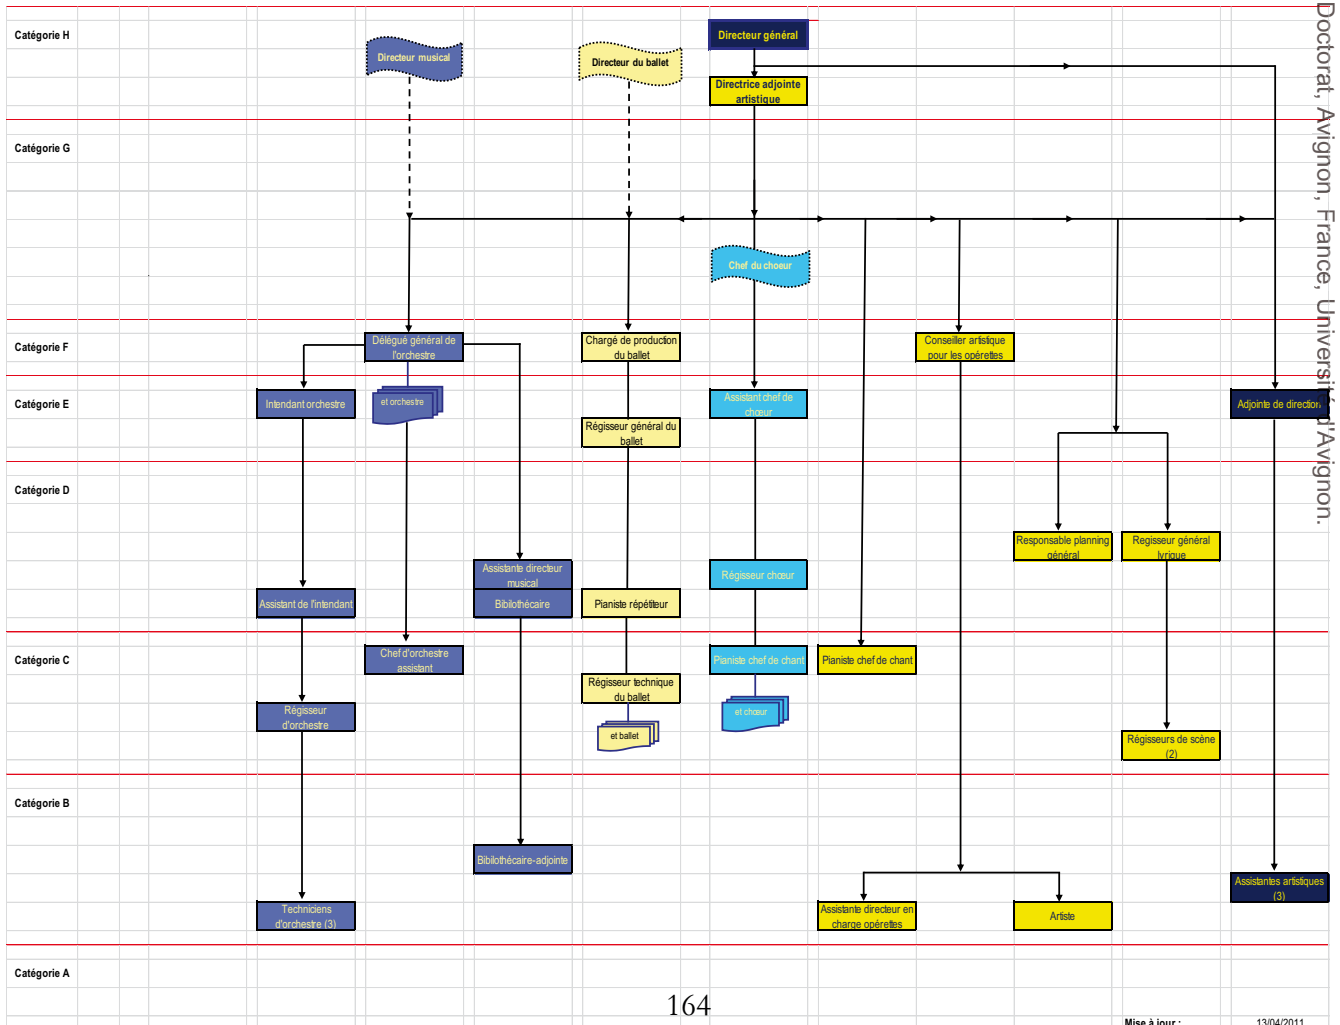 Catégorie H
Directeur musical
Directeur du ballet
Directeur général
Directrice adjointe
artistique
Catégorie G
Chef du choeur
Catégorie F
Délégué général de
l'orchestre
Chargé de production
du ballet
Conseiller artistique
pour les opérettes
Catégorie E
Intendant orchestre
et orchestre
Régisseur général du
ballet
Assistant chef de
chœur
Adjointe de direction
Catégorie D
Responsable planning
général
Regisseur général
lyrique
Assistante directeur
musical
Régisseur chœur
Assistant de l'intendant
Bibilothécaire
Pianiste répétiteur
Catégorie C
Chef d'orchestre
assistant
Pianiste chef de chant
Pianiste chef de chant
Régisseur technique
du ballet
Régisseur
d'orchestre
et ballet
et chœur
Régisseurs de scène
(2)
Catégorie B
Bibilothécaire-adjointe
Techniciens
d'orchestre (3)
Assistante directeur en
charge opérettes
Artiste
Assistantes artistiques
(3)
Catégorie A
164
Mise à jour :
13/04/2011
Doctorat, Avignon, France, Université d'Avignon.